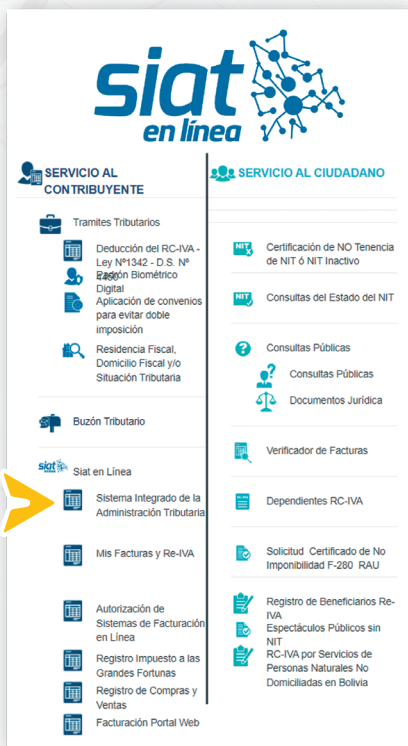 siat
en línea
SERVICIO AL
CONTRIBUYENTE
Tramites Tributarios
Deducción del RC-IVA -
Ley Nº1342 - D.S. Nº
4450
Padrón Biométrico
Digital
Aplicación de convenios
para evitar doble
imposición
Residencia Fiscal,
Domicilio Fiscal y/o
Situación Tributaria
Buzón Tributario
siat
Siat en Línea
Sistema Integrado de la
Administración Tributaria
Mis Facturas y Re-IVA
Autorización de
Sistemas de Facturación
en Línea
Registro Impuesto a las
Grandes Fortunas
Registro de Compras y
Ventas
Facturación Portal Web
SERVICIO AL CIUDADANO
NIT
Certificación de NO Tenencia
de NIT ó NIT Inactivo
NIT
Consultas del Estado del NIT
Consultas Públicas
Consultas Públicas
Documentos Jurídica
Verificador de Facturas
Dependientes RC-IVA
Solicitud Certificado de No
Imponibilidad F-280 RAU
Registro de Beneficiarios Re-
IVA
Espectáculos Públicos sin
NIT
RC-IVA por Servicios de
Personas Naturales No
Domiciliadas en Bolivia